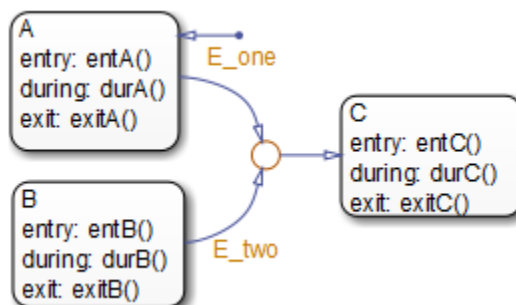 A
entry: entA()
during: durA()
exit: exitA()
E_one
C
entry: entC()
during: durC()
exit: exitC()
B
entry: entB()
during: durB()
exit: exitB()
E_two